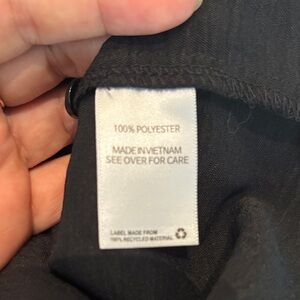 100% POLYESTER
MADE IN VIETNAM
SEE OVER FOR CARE
LABEL MADE FROM
100% RECYCLED MATERIAL